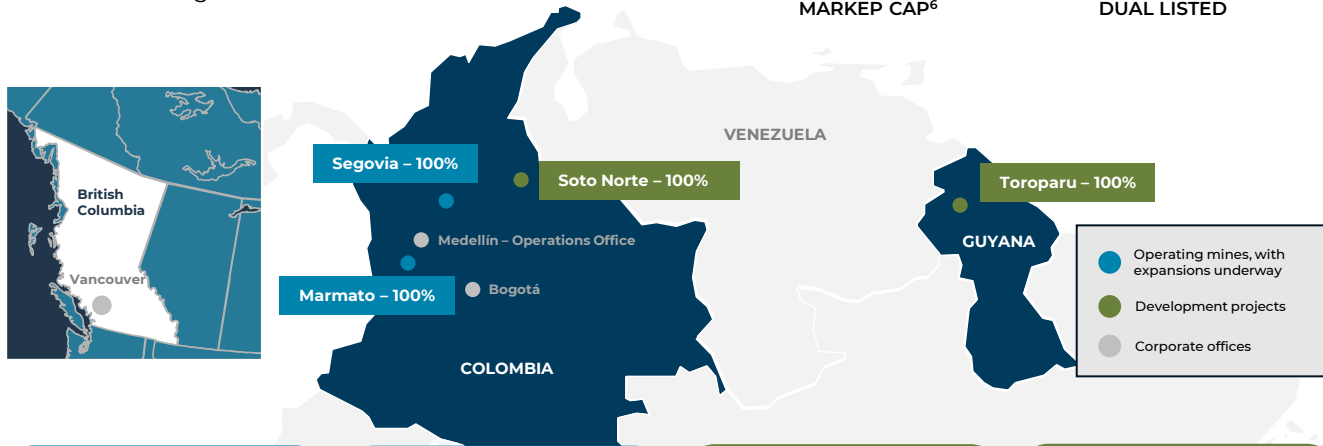 MARKEP CAP⁶
DUAL LISTED
VENEZUELA
Segovia – 100%
Soto Norte – 100%
Toroparu – 100%
British
Columbia
Medellín – Operations Office
GUYANA
Operating mines, with
expansions underway
Vancouver
Marmato – 100%
Bogotá
Development projects
Corporate offices
COLOMBIA